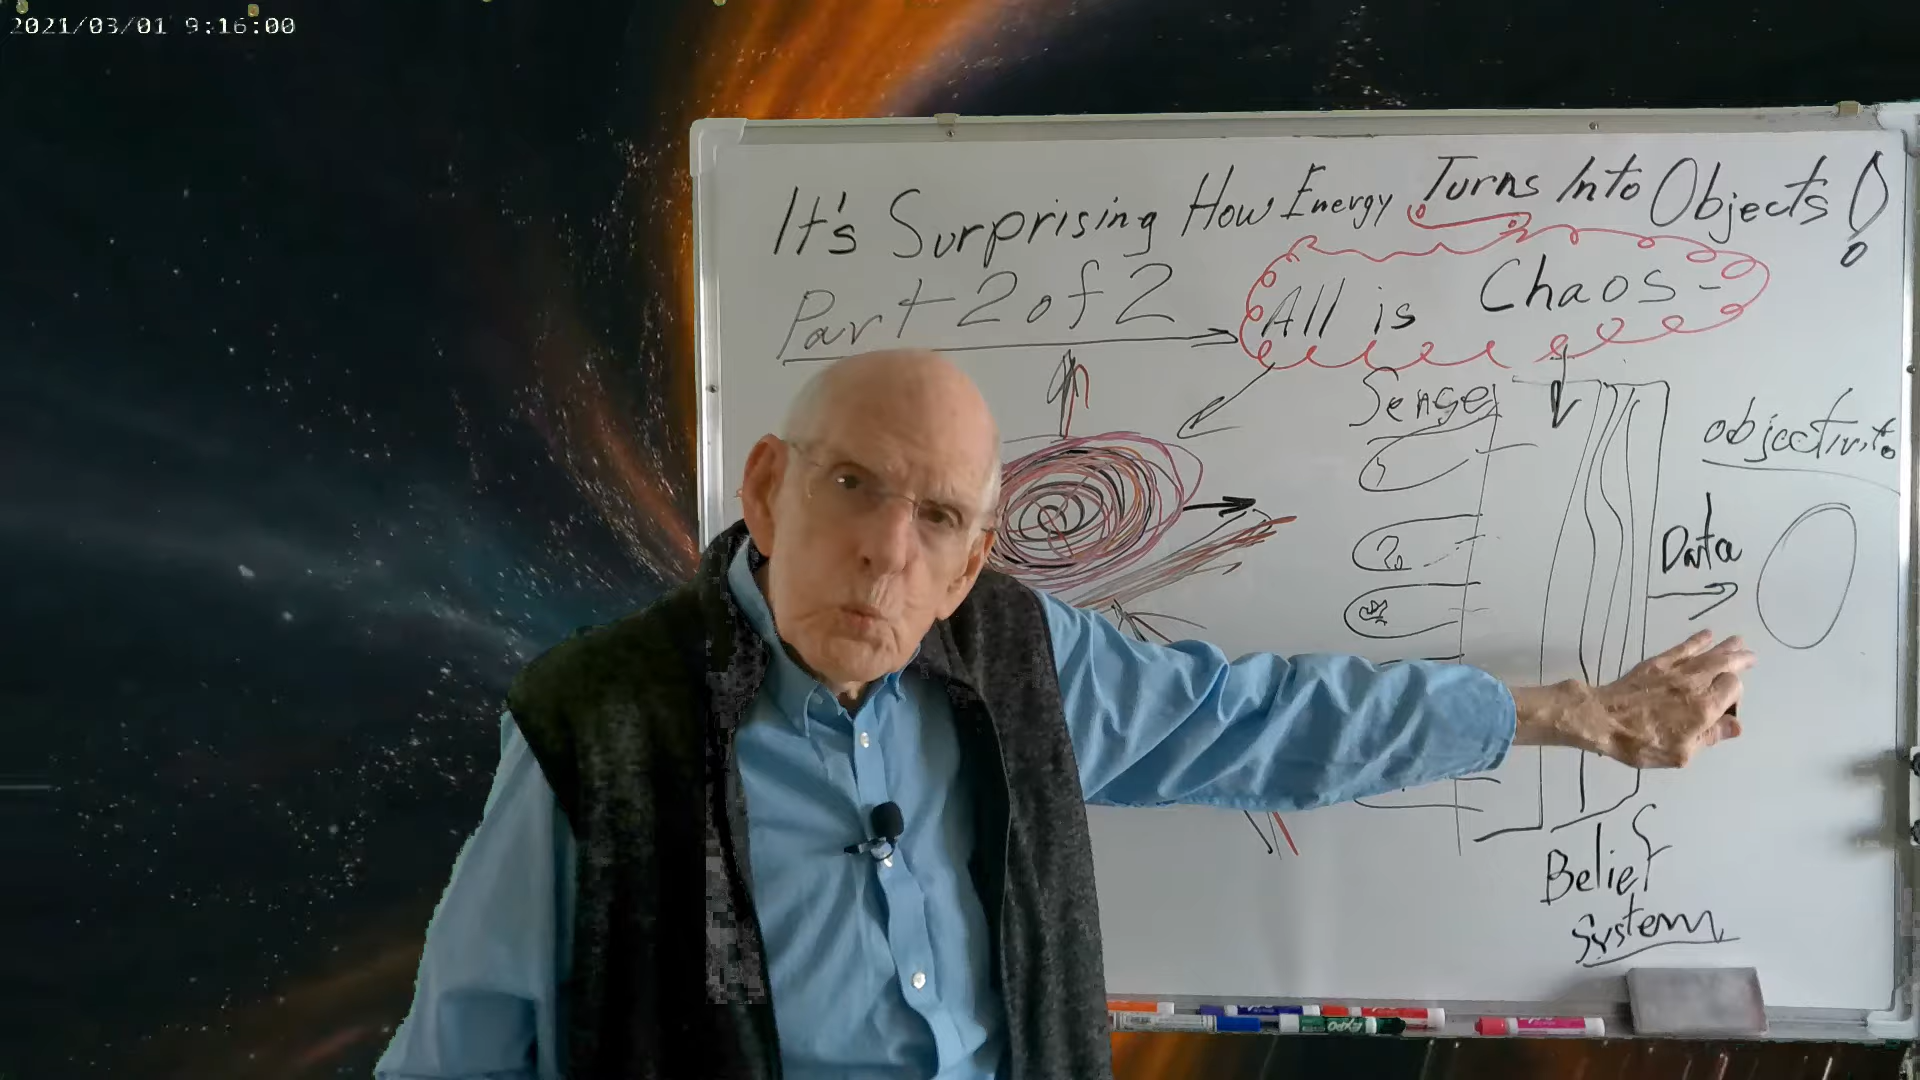 2021/03/01 9:16:00
It's Surprising How Energy Turns Into Objects!
Part 2 of 2
All is Chaos-
Sense
Data
Belief
System
EXPO